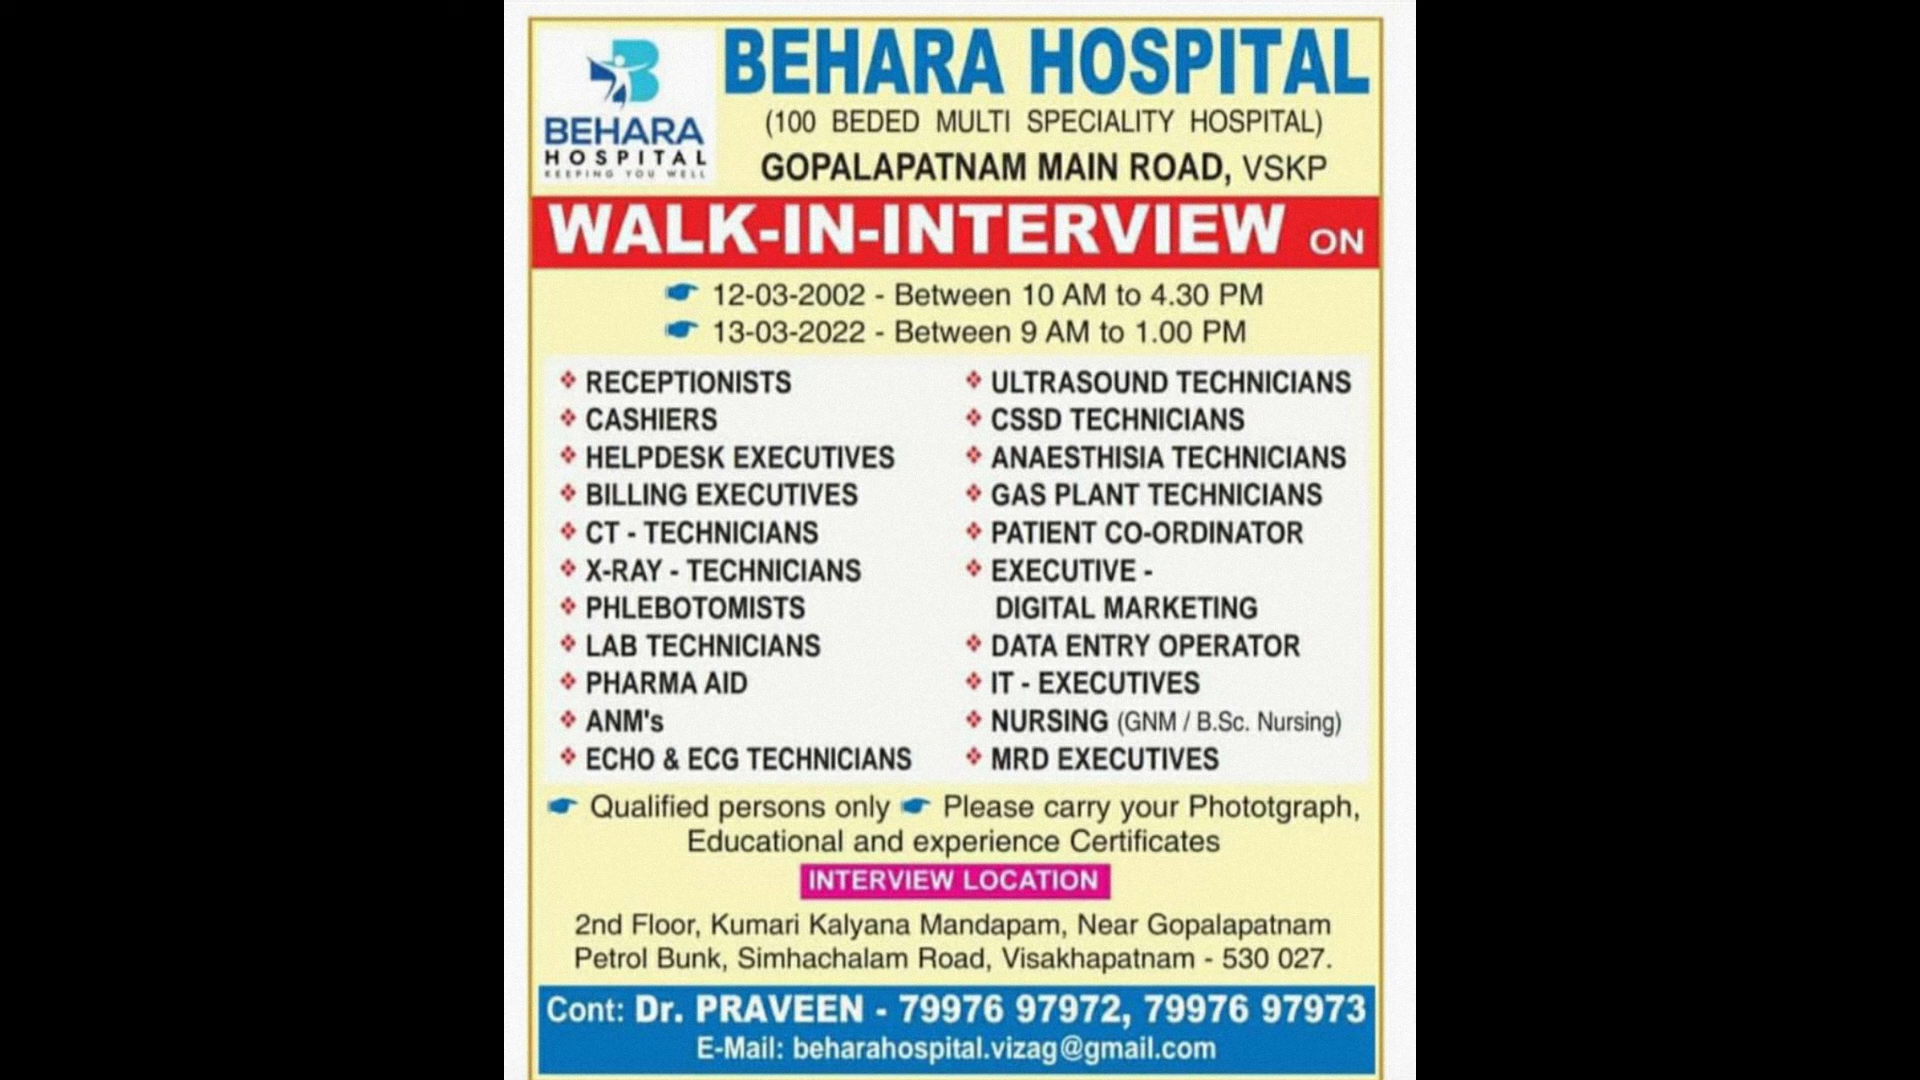 BEHARA
HOSPITAL
KEEPING YOU WELL
BEHARA HOSPITAL
(100 BEDED MULTI SPECIALITY HOSPITAL)
GOPALAPATNAM MAIN ROAD, VSKP
WALK-IN-INTERVIEW ON
12-03-2002 - Between 10 AM to 4.30 PM
13-03-2022 - Between 9 AM to 1.00 PM
RECEPTIONISTS
CASHIERS
HELPDESK EXECUTIVES
BILLING EXECUTIVES
CT - TECHNICIANS
X-RAY - TECHNICIANS
PHLEBOTOMISTS
LAB TECHNICIANS
PHARMA AID
ANM's
ECHO & ECG TECHNICIANS
ULTRASOUND TECHNICIANS
CSSD TECHNICIANS
ANAESTHISIA TECHNICIANS
GAS PLANT TECHNICIANS
PATIENT CO-ORDINATOR
EXECUTIVE -
DIGITAL MARKETING
DATA ENTRY OPERATOR
IT - EXECUTIVES
NURSING (GNM / B.Sc. Nursing)
MRD EXECUTIVES
Qualified persons only Please carry your Phototgraph,
Educational and experience Certificates
INTERVIEW LOCATION
2nd Floor, Kumari Kalyana Mandapam, Near Gopalapatnam
Petrol Bunk, Simhachalam Road, Visakhapatnam - 530 027.
Cont: Dr. PRAVEEN - 79976 97972, 79976 97973
E-Mail: beharahospital.vizag@gmail.com